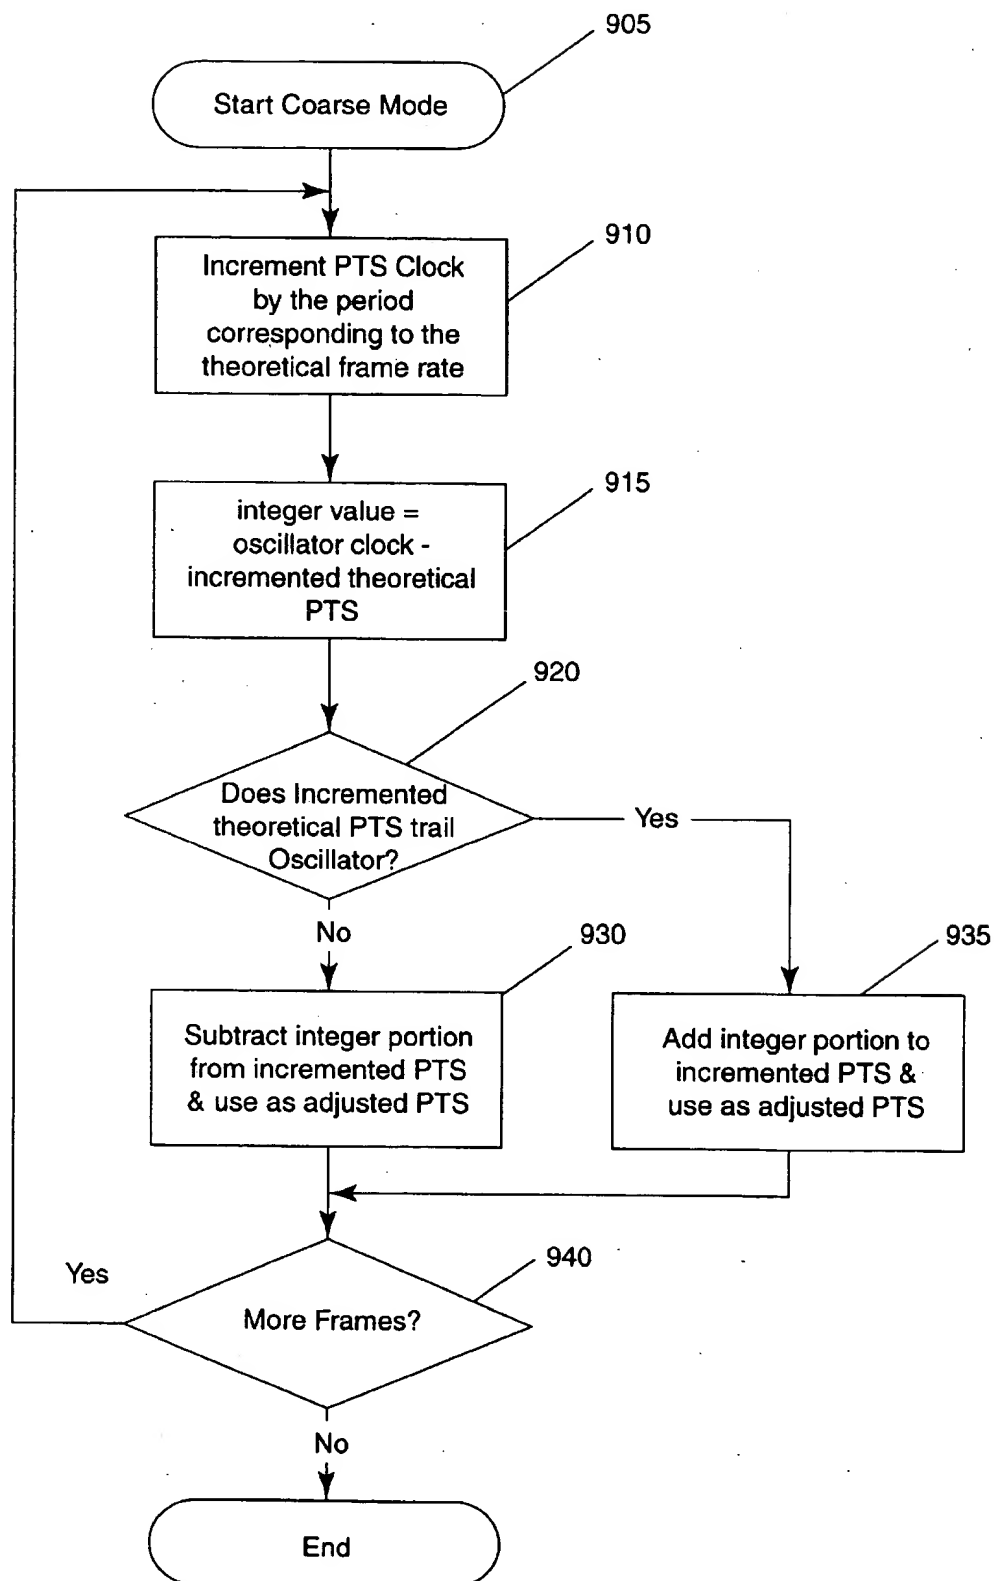 905
Start Coarse Mode
910
Increment PTS Clock
by the period
corresponding to the
theoretical frame rate
915
integer value =
oscillator clock -
incremented theoretical
PTS
920
Does Incremented
theoretical PTS trail
Oscillator?
Yes
No
930
935
Subtract integer portion
from incremented PTS
& use as adjusted PTS
Add integer portion to
incremented PTS &
use as adjusted PTS
940
Yes
More Frames?
No
End